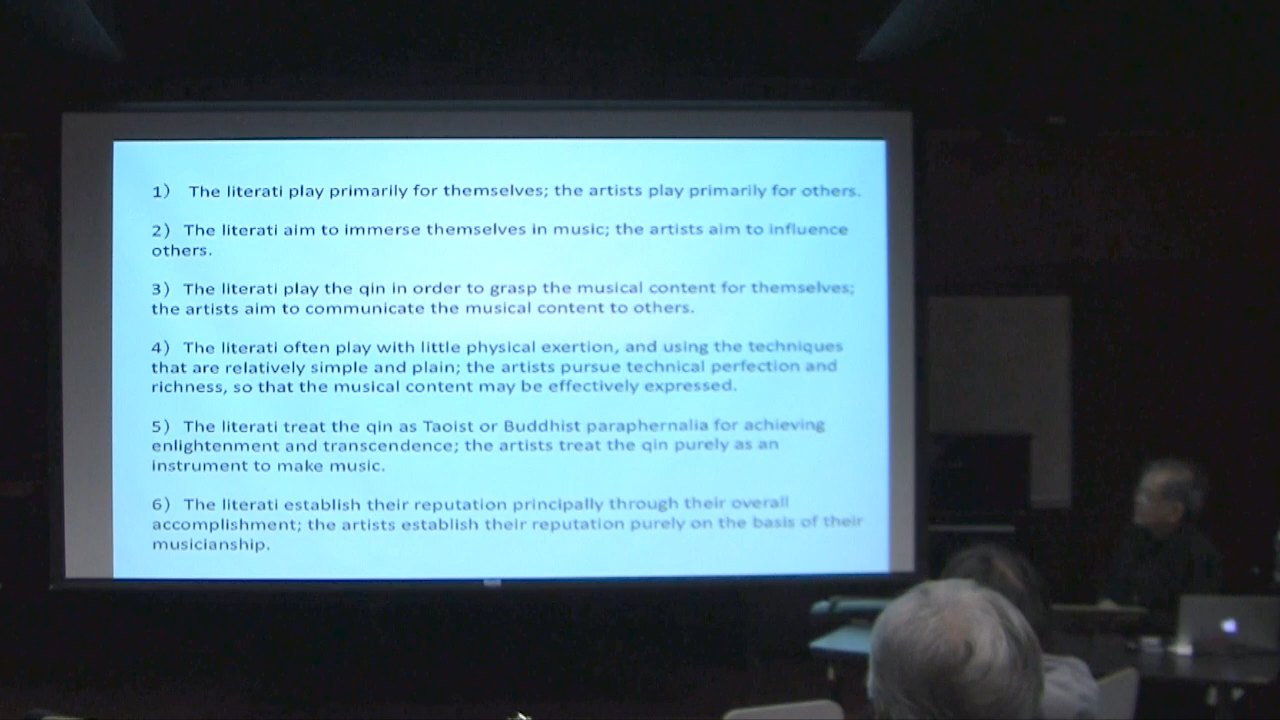 1) The literati play primarily for themselves; the artists play primarily for others.
2) The literati aim to immerse themselves in music; the artists aim to influence
others.
3) The literati play the qin in order to grasp the musical content for themselves;
the artists aim to communicate the musical content to others.
4) The literati often play with little physical exertion, and using the techniques
that are relatively simple and plain; the artists pursue technical perfection and
richness, so that the musical content may be effectively expressed.
5) The literati treat the qin as Taoist or Buddhist paraphernalia for achieving
enlightenment and transcendence; the artists treat the qin purely as an
instrument to make music.
6) The literati establish their reputation principally through their overall
accomplishment; the artists establish their reputation purely on the basis of their
musicianship.